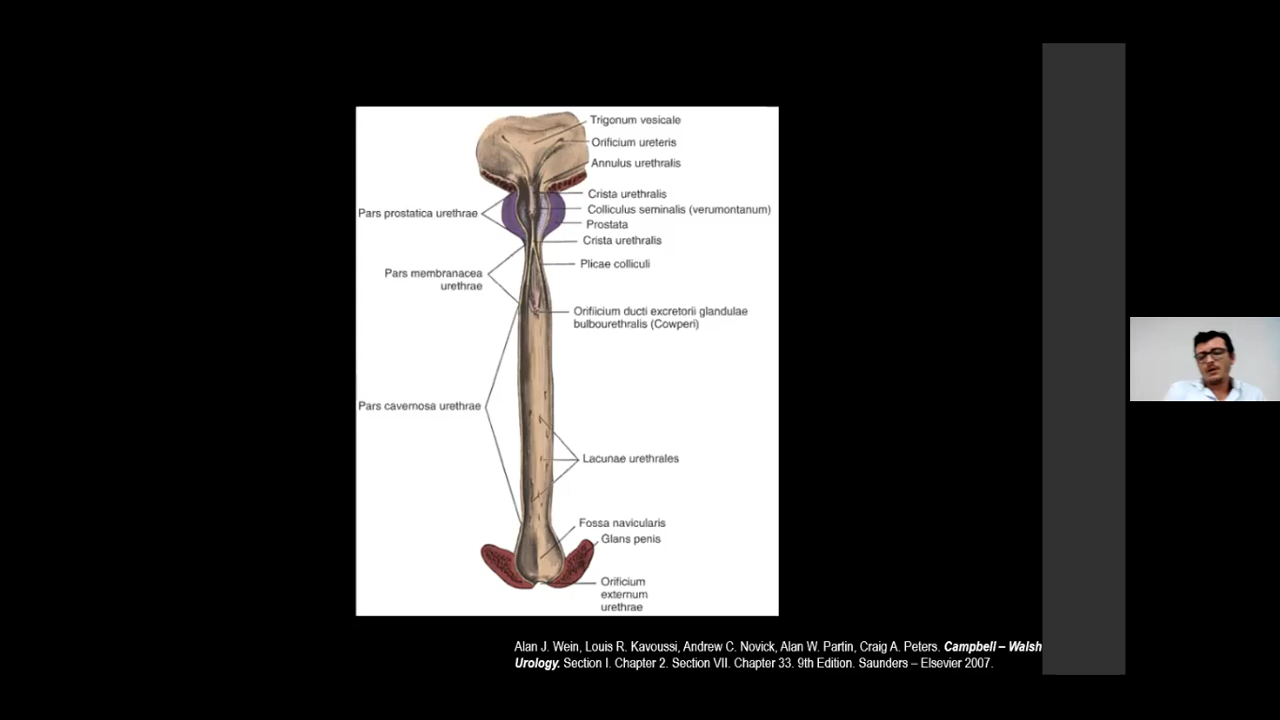 Trigonum vesicale
Orificium ureteris
Annulus urethralis
Crista urethralis
Colliculus seminalis (verumontanum)
Pars prostatica urethrae
Prostata
Crista urethralis
Plicae colliculi
Pars membranacea
urethrae
Orifiicium ducti excretorii glandulae
bulbourethralis (Cowperi)
Pars cavernosa urethrae
Lacunae urethrales
Fossa navicularis
Glans penis
Orificium
externum
urethrae
Alan J. Wein, Louis R. Kavoussi, Andrew C. Novick, Alan W. Partin, Craig A. Peters. Campbell – Walsh
Urology. Section I. Chapter 2. Section VII. Chapter 33. 9th Edition. Saunders – Elsevier 2007.